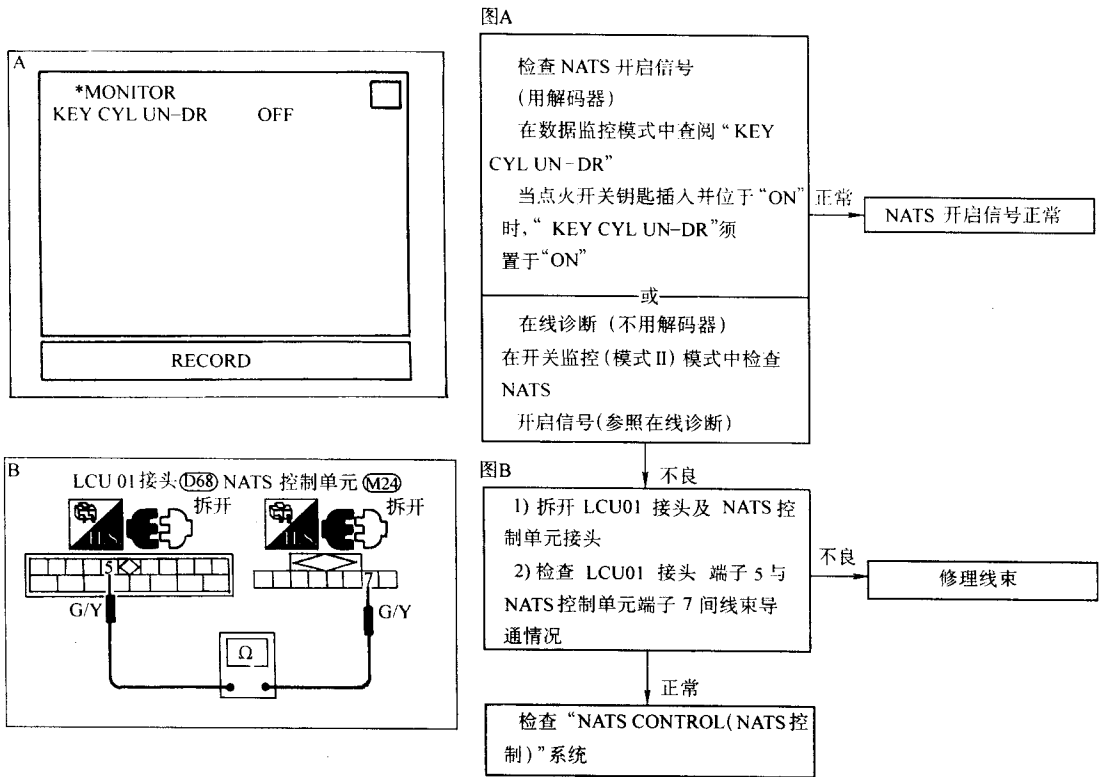 A
*MONITOR
KEY CYL UN-DR OFF
RECORD
B
LCU 01接头 D68 NATS 控制单元 M24
拆开
拆开
5
7
G/Y
G/Y
Ω
图A
检查 NATS 开启信号
(用解码器)
在数据监控模式中查阅“KEY
CYL UN-DR”
当点火开关钥匙插入并位于“ON”
时,“ KEY CYL UN-DR”须
置于“ON”
正常
NATS 开启信号正常
或
在线诊断 (不用解码器)
在开关监控(模式 II) 模式中检查
NATS
开启信号(参照在线诊断)
不良
图B
1) 拆开 LCU01 接头及 NATS 控
制单元接头
2) 检查 LCU01 接头 端子 5 与
NATS控制单元端子 7 间线束导
通情况
不良
修理线束
正常
检查 “NATS CONTROL(NATS控
制)”系统